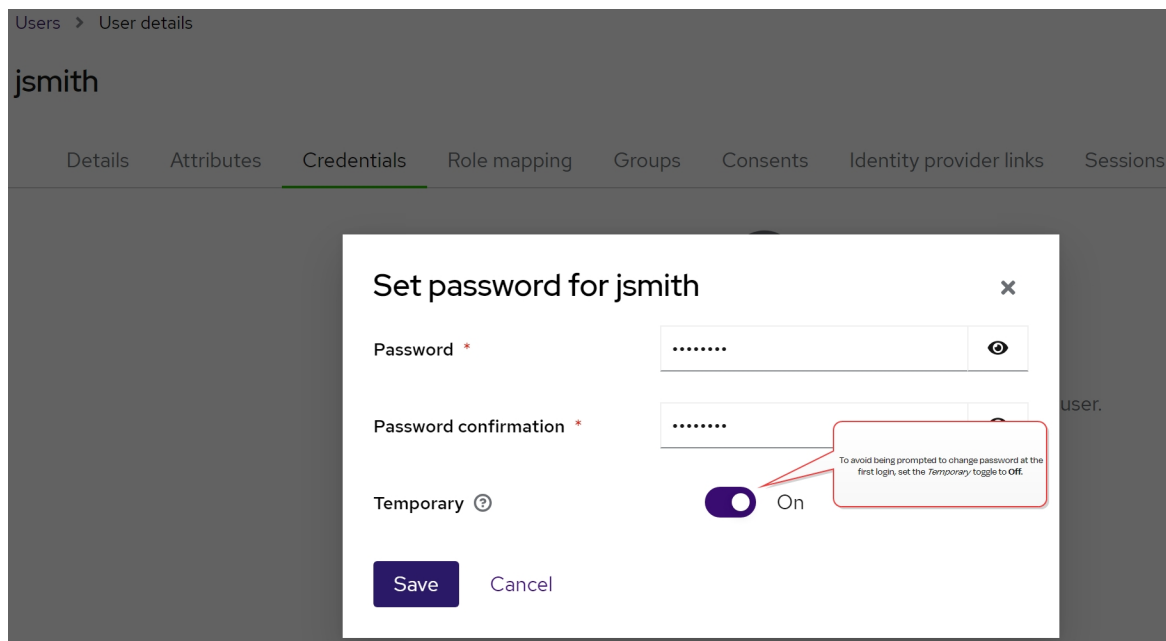 Users > User details
jsmith
Details Attributes Credentials Role mapping Groups Consents Identity provider links Sessions
Set password for jsmith
Password *
user.
Password confirmation *
To avoid being prompted to change password at the
first login, set the Temporary toggle to Off.
Temporary On
Save Cancel